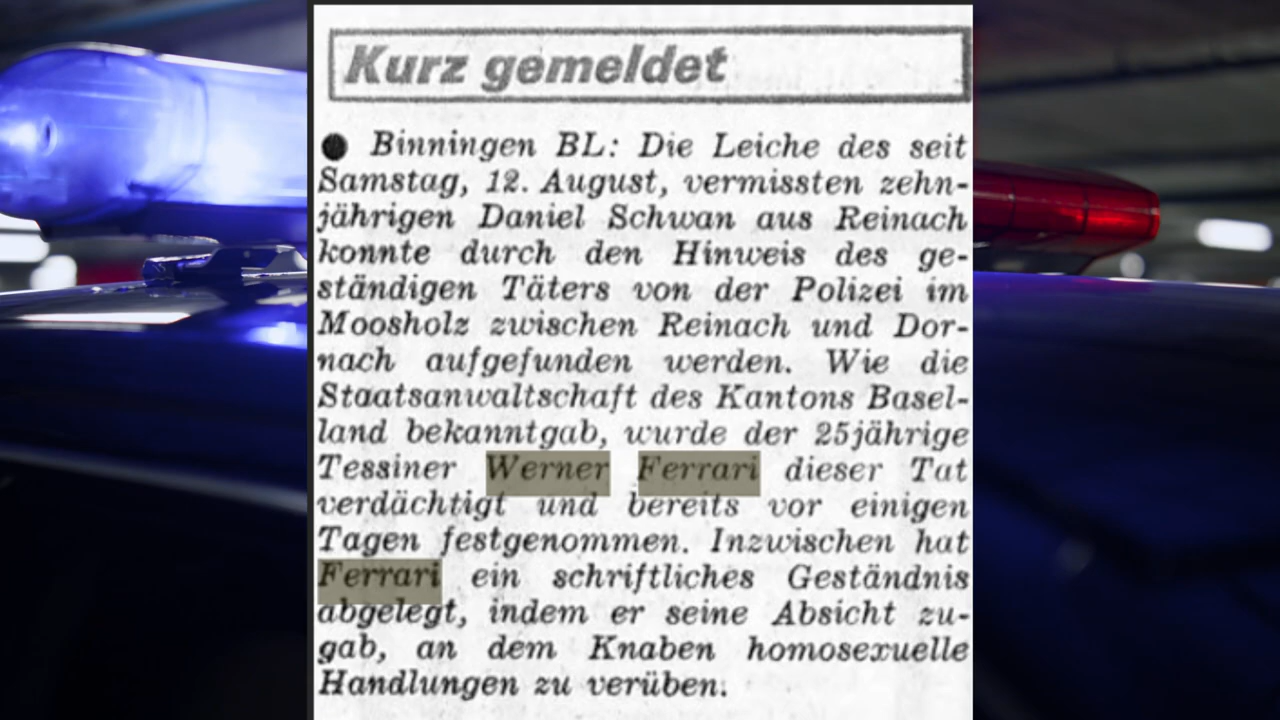 Kurz gemeldet
● Binningen BL: Die Leiche des seit
Samstag, 12. August, vermissten zehn-
jährigen Daniel Schwan aus Reinach
konnte durch den Hinweis des ge-
ständigen Täters von der Polizei im
Moosholz zwischen Reinach und Dor-
nach aufgefunden werden. Wie die
Staatsanwaltschaft des Kantons Basel-
land bekanntgab, wurde der 25jährige
Tessiner Werner Ferrari dieser Tat
verdächtigt und bereits vor einigen
Tagen festgenommen. Inzwischen hat
Ferrari ein schriftliches Geständnis
abgelegt, indem er seine Absicht zu-
gab, an dem Knaben homosexuelle
Handlungen zu verüben.